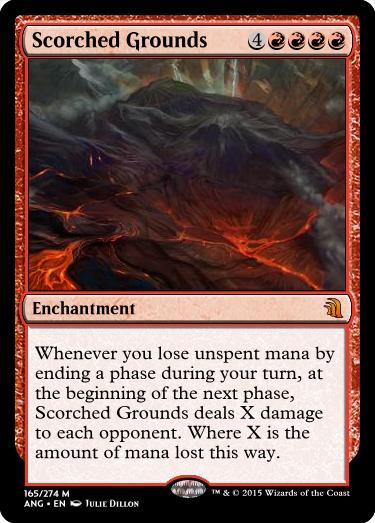 Scorched Grounds 4
Enchantment
Whenever you lose unspent mana by
ending a phase during your turn, at
the beginning of the next phase,
Scorched Grounds deals X damage
to each opponent. Where X is the
amount of mana lost this way.
165/274 M
ANG • EN JULIE DILLON
™ & © 2015 Wizards of the Coast